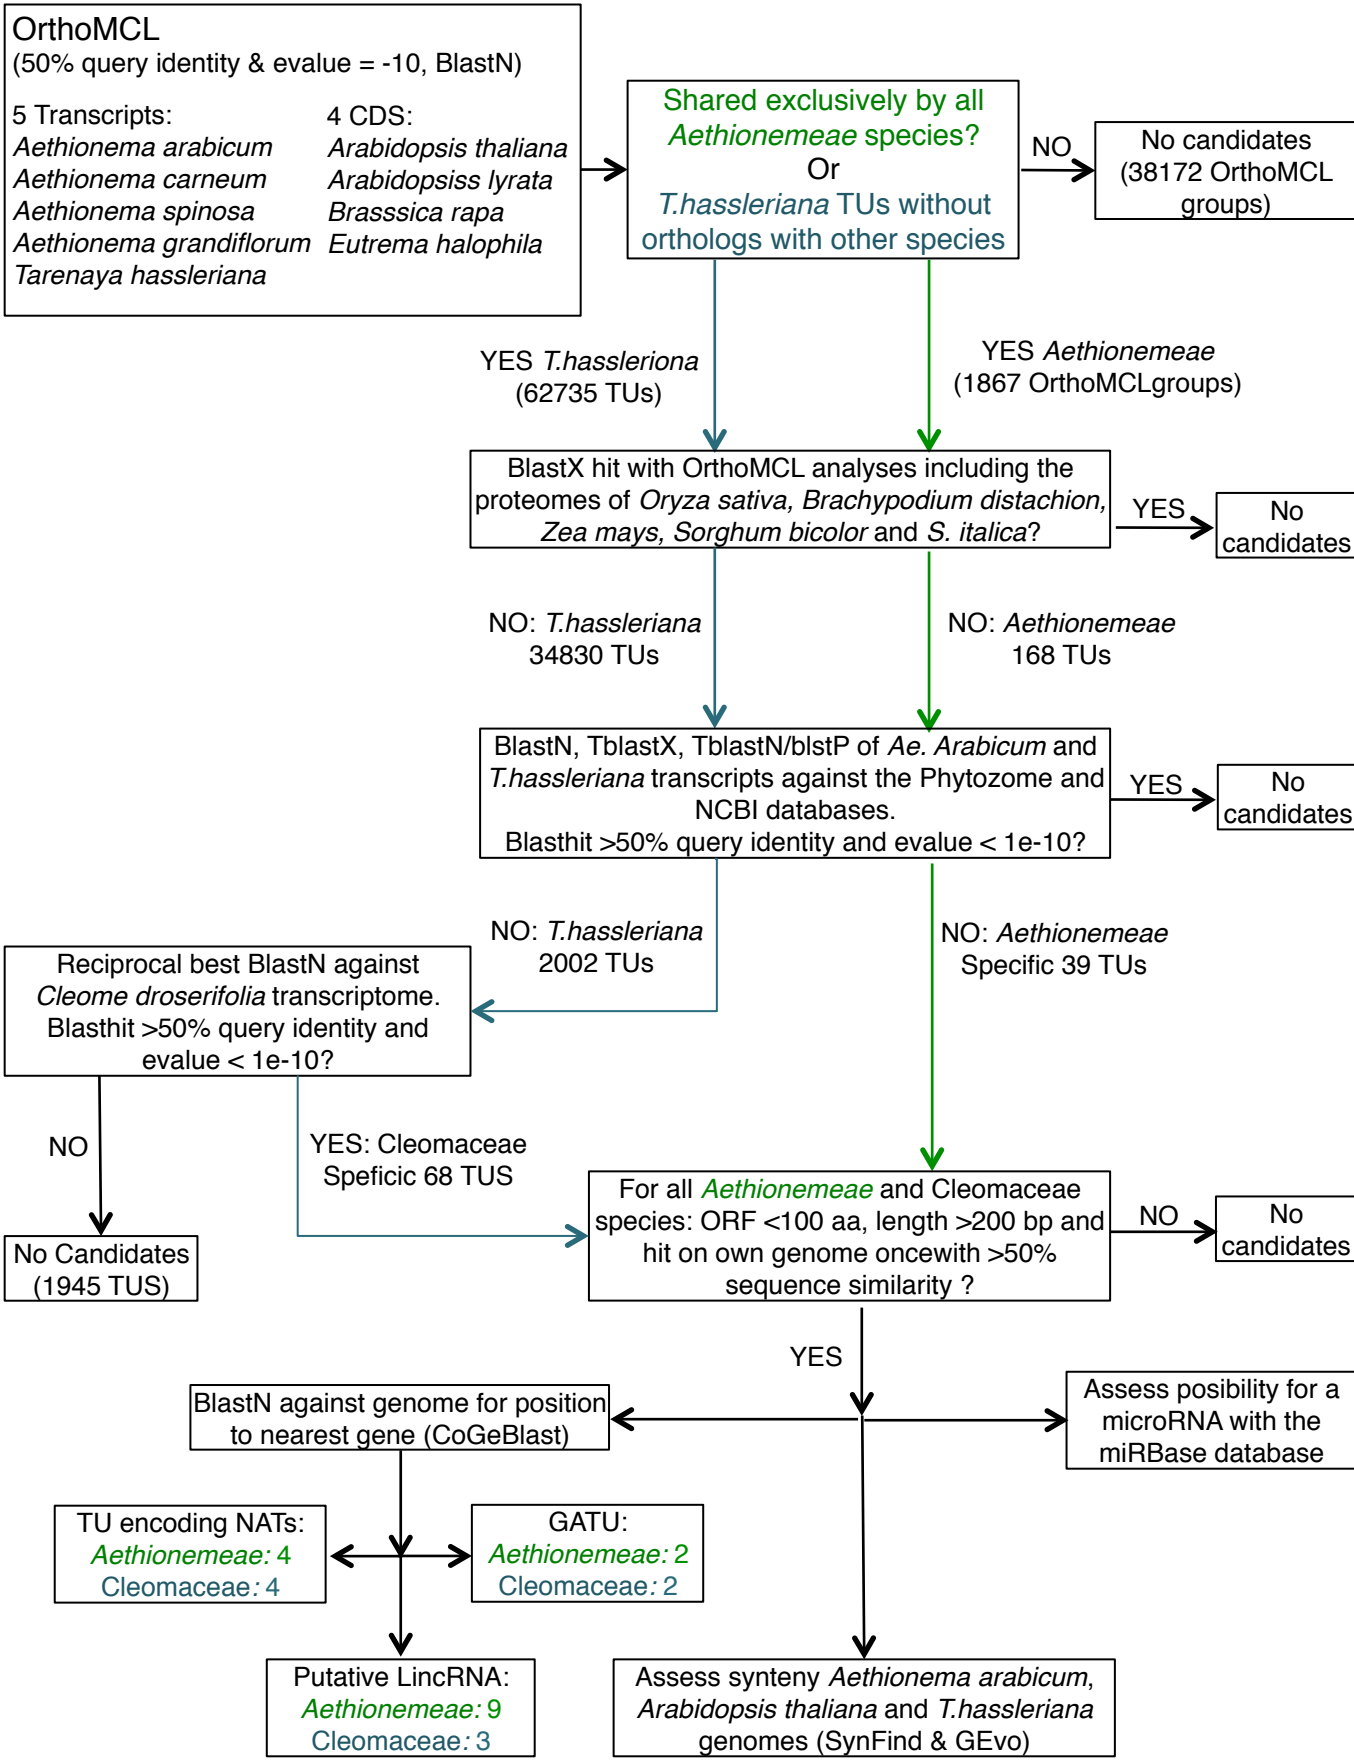 OrthoMCL
(50% query identity & evalue = -10, BlastN)
5 Transcripts:
Aethionema arabicum
Aethionema carneum
Aethionema spinosa
Aethionema grandiflorum
Tarenaya hassleriana
4 CDS:
Arabidopsis thaliana
Arabidopsiss lyrata
Brasssica rapa
Eutrema halophila
Shared exclusively by all
Aethionemeae species?
Or
T.hassleriana TUs without
orthologs with other species
NO
No candidates
(38172 OrthoMCL
groups)
YES T.hassleriona
(62735 TUs)
YES Aethionemeae
(1867 OrthoMCLgroups)
BlastX hit with OrthoMCL analyses including the
proteomes of Oryza sativa, Brachypodium distachion,
Zea mays, Sorghum bicolor and S. italica?
YES
No
candidates
NO: T.hassleriana
34830 TUs
NO: Aethionemeae
168 TUs
BlastN, TblastX, TblastN/blstP of Ae. Arabicum and
T.hassleriana transcripts against the Phytozome and
NCBI databases.
Blasthit >50% query identity and evalue < 1e-10?
YES
No
candidates
NO: T.hassleriana
2002 TUs
NO: Aethionemeae
Specific 39 TUs
Reciprocal best BlastN against
Cleome droserifolia transcriptome.
Blasthit >50% query identity and
evalue < 1e-10?
NO
YES: Cleomaceae
Speficic 68 TUS
No Candidates
(1945 TUS)
For all Aethionemeae and Cleomaceae
species: ORF <100 aa, length >200 bp and
hit on own genome oncewith >50%
sequence similarity ?
NO
No
candidates
YES
BlastN against genome for position
to nearest gene (CoGeBlast)
Assess posibility for a
microRNA with the
miRBase database
TU encoding NATs:
Aethionemeae: 4
Cleomaceae: 4
GATU:
Aethionemeae: 2
Cleomaceae: 2
Putative LincRNA:
Aethionemeae: 9
Cleomaceae: 3
Assess synteny Aethionema arabicum,
Arabidopsis thaliana and T.hassleriana
genomes (SynFind & GEvo)